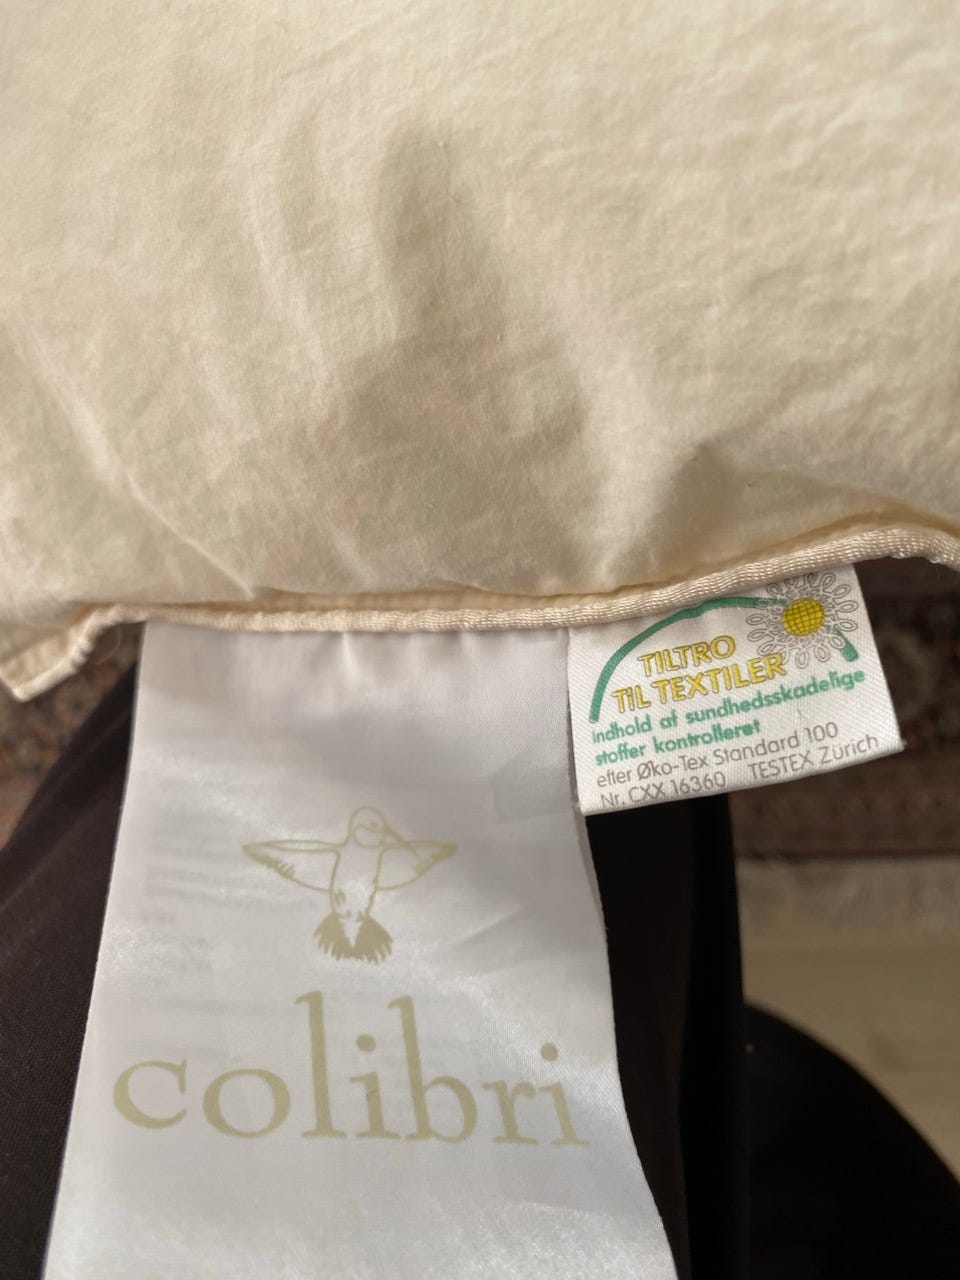 TILTRO
TIL TEXTILER
indhold af sundhedsskadelige
stoffer kontrolleret
efter Øko-Tex Standard 100
Nr. CXX 16360 TESTEX Zürich
colibri